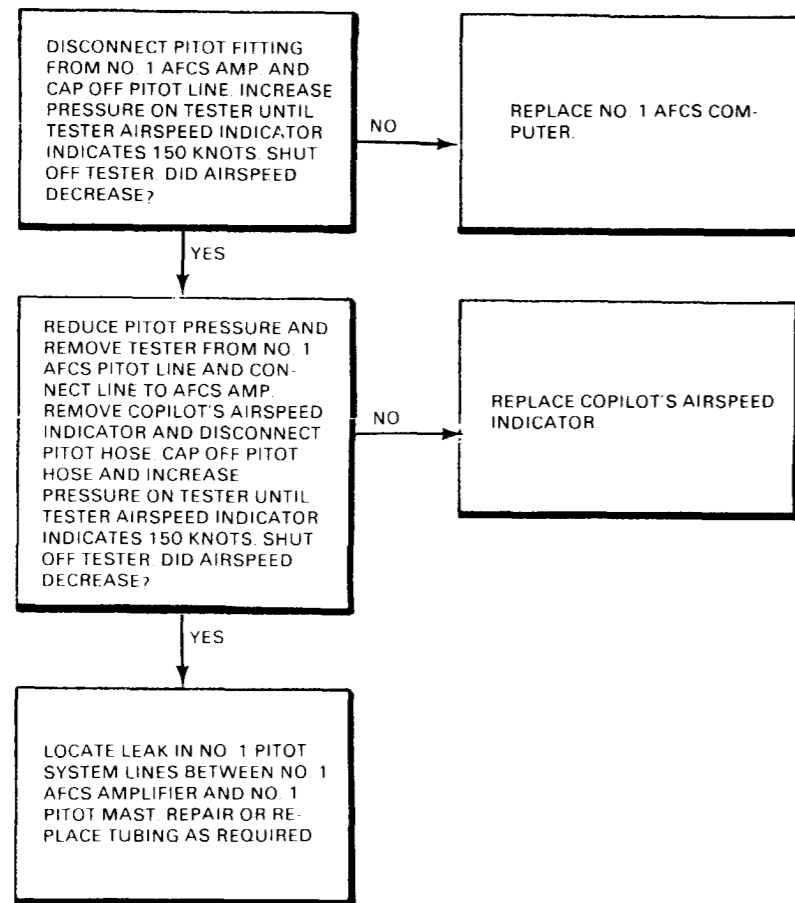 DISCONNECT PITOT FITTING
FROM NO. 1 AFCS AMP. AND
CAP OFF PITOT LINE. INCREASE
PRESSURE ON TESTER UNTIL
TESTER AIRSPEED INDICATOR
INDICATES 150 KNOTS. SHUT
OFF TESTER. DID AIRSPEED
DECREASE?
NO
REPLACE NO. 1 AFCS COM-
PUTER.
YES
REDUCE PITOT PRESSURE AND
REMOVE TESTER FROM NO. 1
AFCS PITOT LINE AND CON-
NECT LINE TO AFCS AMP.
REMOVE COPILOT'S AIRSPEED
INDICATOR AND DISCONNECT
PITOT HOSE. CAP OFF PITOT
HOSE AND INCREASE
PRESSURE ON TESTER UNTIL
TESTER AIRSPEED INDICATOR
INDICATES 150 KNOTS. SHUT
OFF TESTER. DID AIRSPEED
DECREASE?
NO
REPLACE COPILOT'S AIRSPEED
INDICATOR.
YES
LOCATE LEAK IN NO. 1 PITOT
SYSTEM LINES BETWEEN NO. 1
AFCS AMPLIFIER AND NO. 1
PITOT MAST. REPAIR OR RE-
PLACE TUBING AS REQUIRED